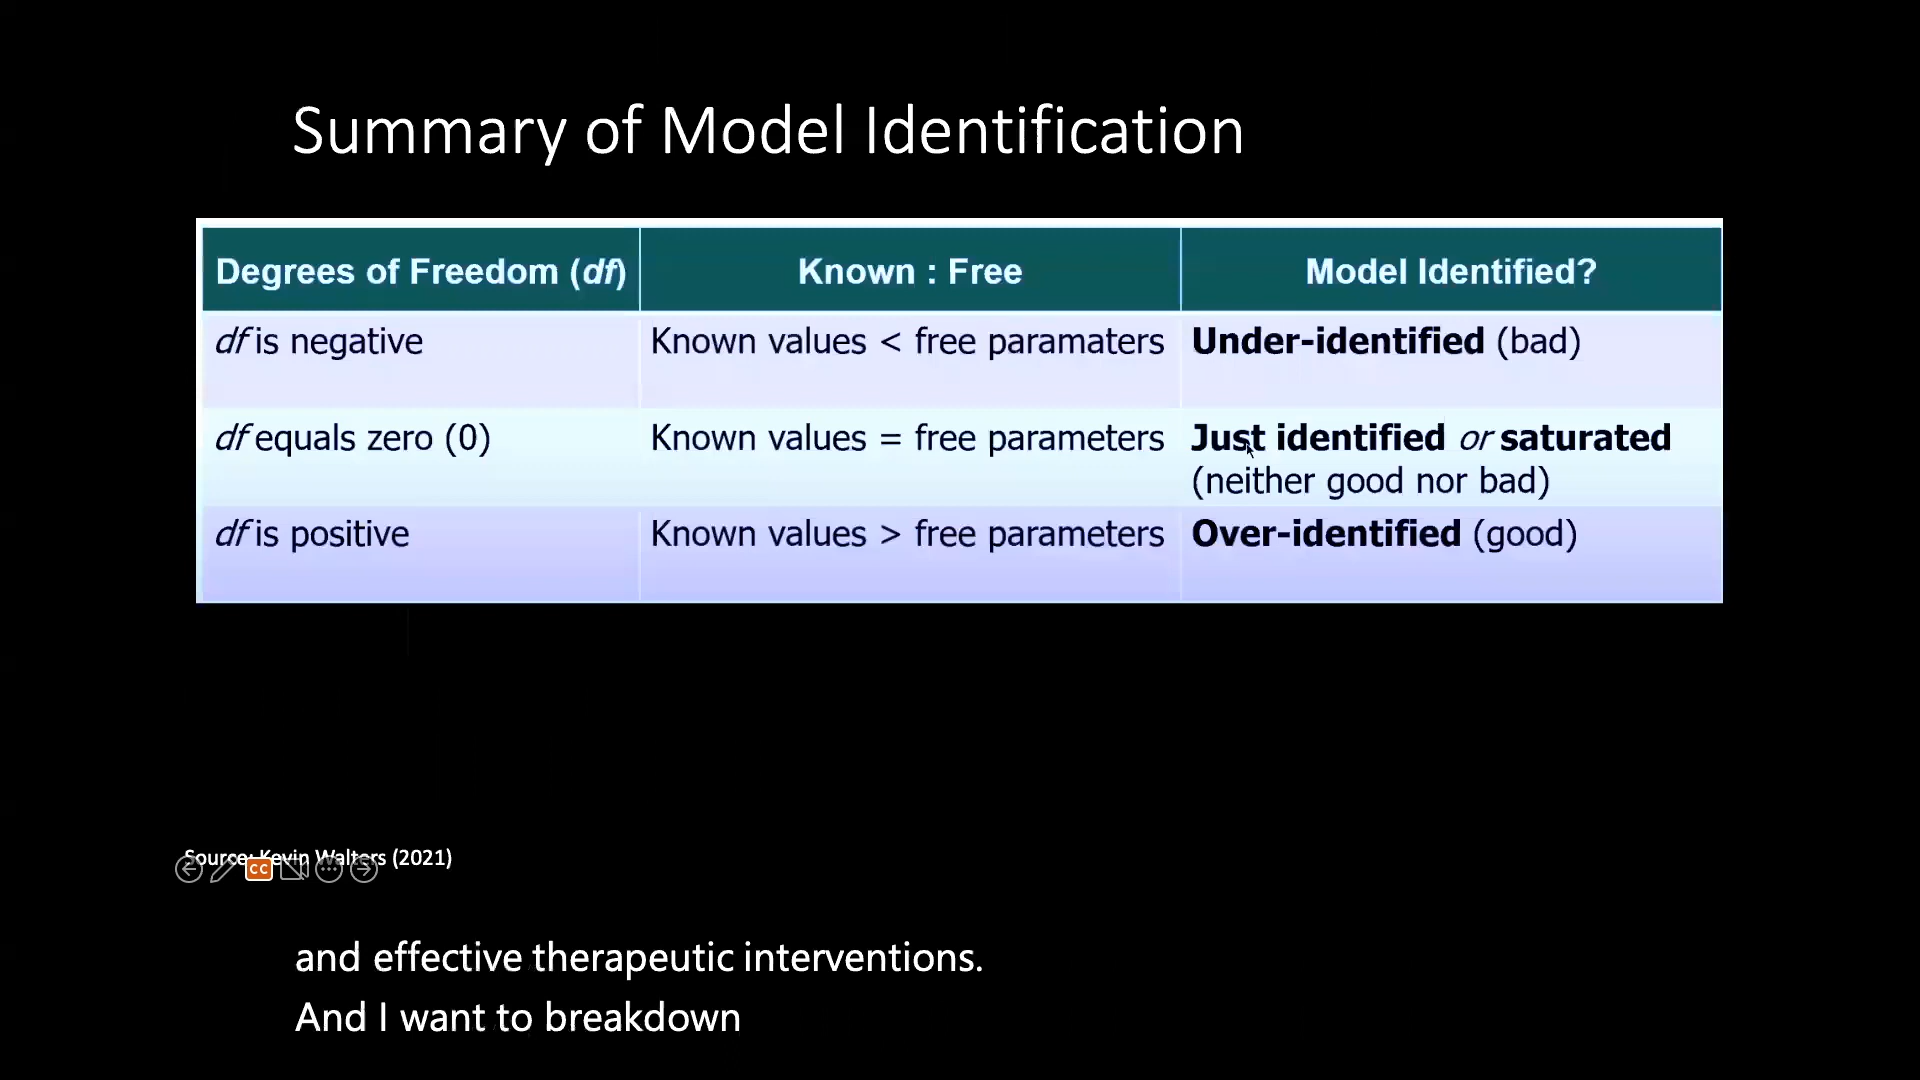 Summary of Model Identification
Degrees of Freedom (df) Known : Free Model Identified?
df is negative Known values < free paramaters Under-identified (bad)
df equals zero (0) Known values = free parameters Just identified or saturated
(neither good nor bad)
df is positive Known values > free parameters Over-identified (good)
Source: Kevin Walters (2021)
CC
and effective therapeutic interventions.
And I want to breakdown